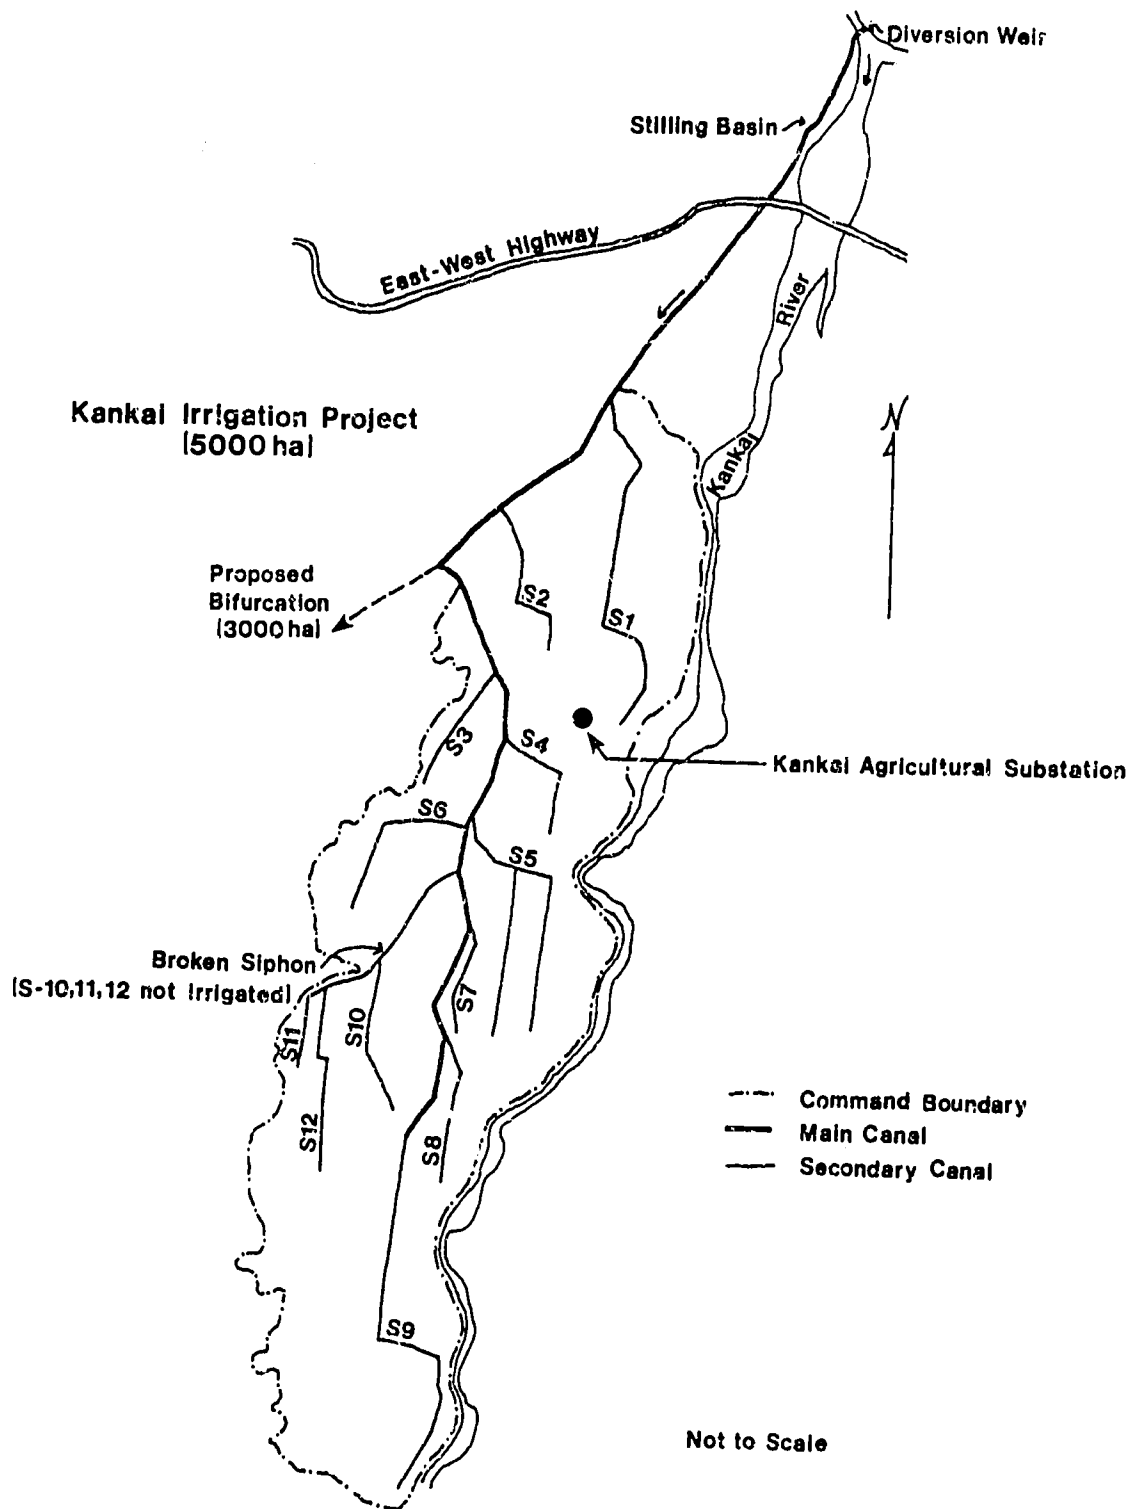 Diversion Weir
Stilling Basin
East-West Highway
River
Kankai
Kankai Irrigation Project
(5000 ha)
N
Proposed
Bifurcation
(3000 ha)
S2
S1
S3
S4
Kankai Agricultural Substation
S6
S5
Broken Siphon
(S-10,11,12 not Irrigated)
S7
S10
S11
S12
S8
Command Boundary
Main Canal
Secondary Canal
S9
Not to Scale